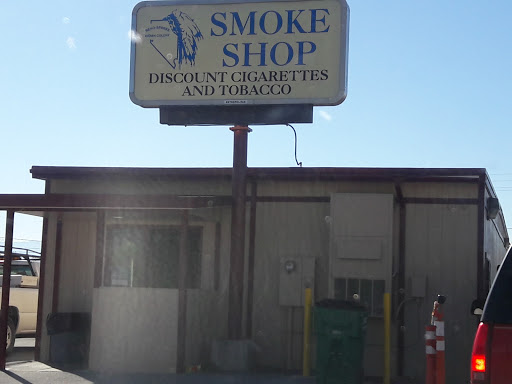 SMOKE
SHOP
DISCOUNT CIGARETTES
AND TOBACCO